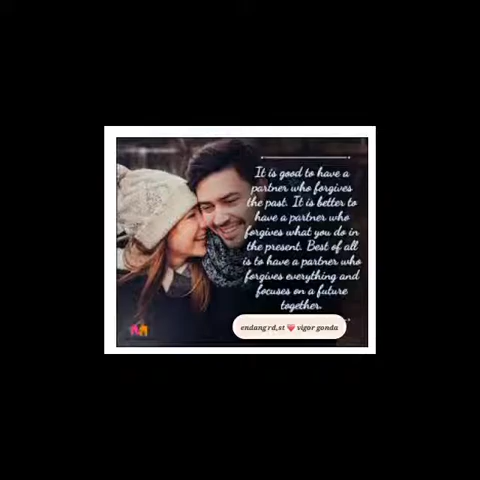 It is good to have a
partner who forgives
the past. It is better to
have a partner who
forgives what you do in
the present. Best of all
is to have a partner who
forgives everything and
focuses on a future
together.
endang rd,st ❤️ vigor gonda